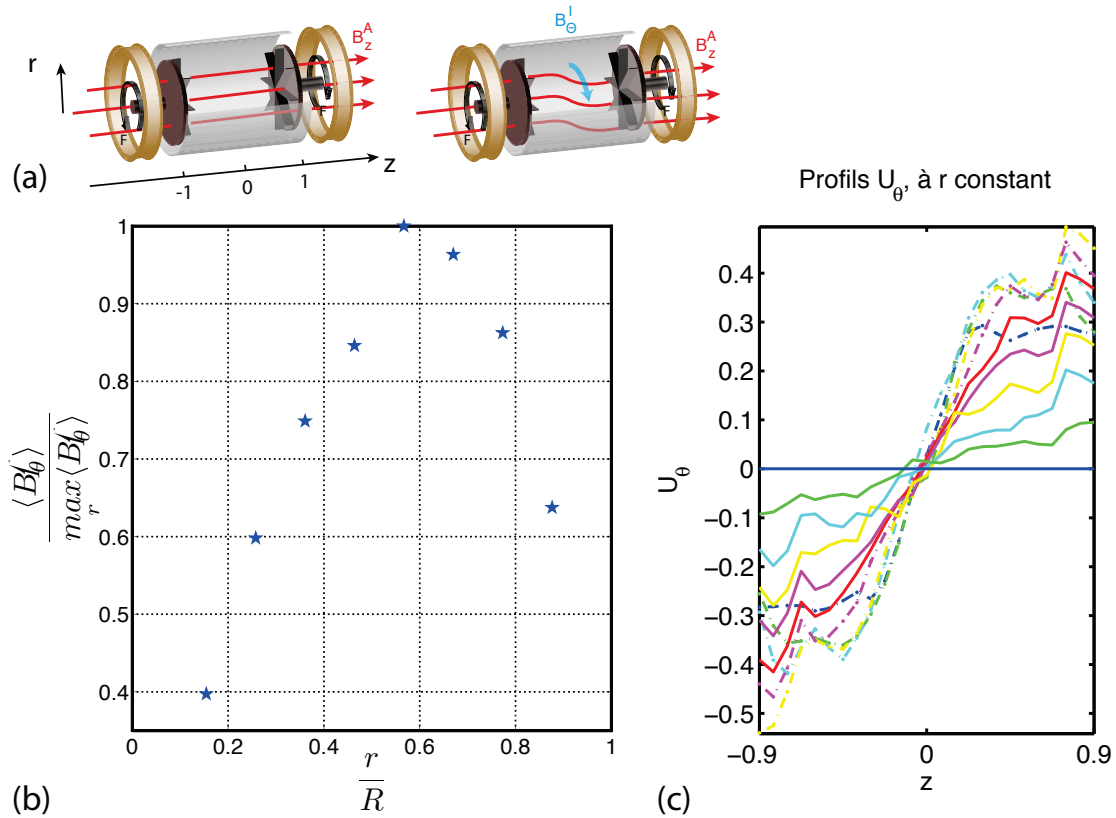 r
B_z^A
F
F
z
-1
0
1
B_Θ^I
B_z^A
F
F
(a)
1
0.9
0.8
0.7
0.6
0.5
0.4
0
0.2
0.4
0.6
0.8
1
r
R
max
r
(b)
Profils U_θ, à r constant
0.4
0.3
0.2
0.1
0
−0.1
−0.2
−0.3
−0.4
−0.5
U_θ
−0.9
0
0.9
z
(c)